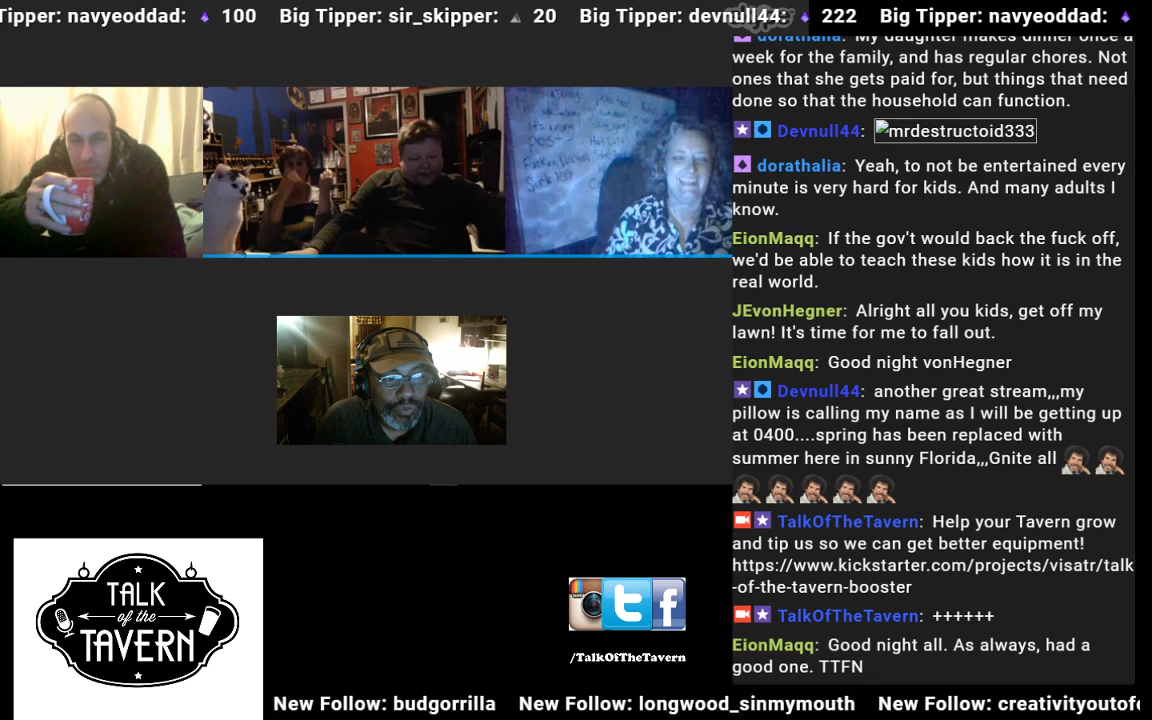 Tipper: navyeoddad: 100 Big Tipper: sir_skipper: 20 Big Tipper: devnull44: 222 Big Tipper: navyeoddad:
dorathalia: My daughter makes dinner once a
week for the family, and has regular chores. Not
ones that she gets paid for, but things that need
done so that the household can function.
Devnull44: mrdestructoid333
dorathalia: Yeah, to not be entertained every
minute is very hard for kids. And many adults I
know.
EionMaqq: If the gov't would back the fuck off,
we'd be able to teach these kids how it is in the
real world.
JEvonHegner: Alright all you kids, get off my
lawn! It's time for me to fall out.
EionMaqq: Good night vonHegner
Devnull44: another great stream,,,my
pillow is calling my name as I will be getting up
at 0400....spring has been replaced with
summer here in sunny Florida,,,Gnite all
TalkOfTheTavern: Help your Tavern grow
and tip us so we can get better equipment!
https://www.kickstarter.com/projects/visatr/talk
-of-the-tavern-booster
TalkOfTheTavern: ++++++
EionMaqq: Good night all. As always, had a
good one. TTFN
TALK
of the
TAVERN
/TalkOfTheTavern
New Follow: budgorrilla New Follow: longwood_sinmymouth New Follow: creativityoutof